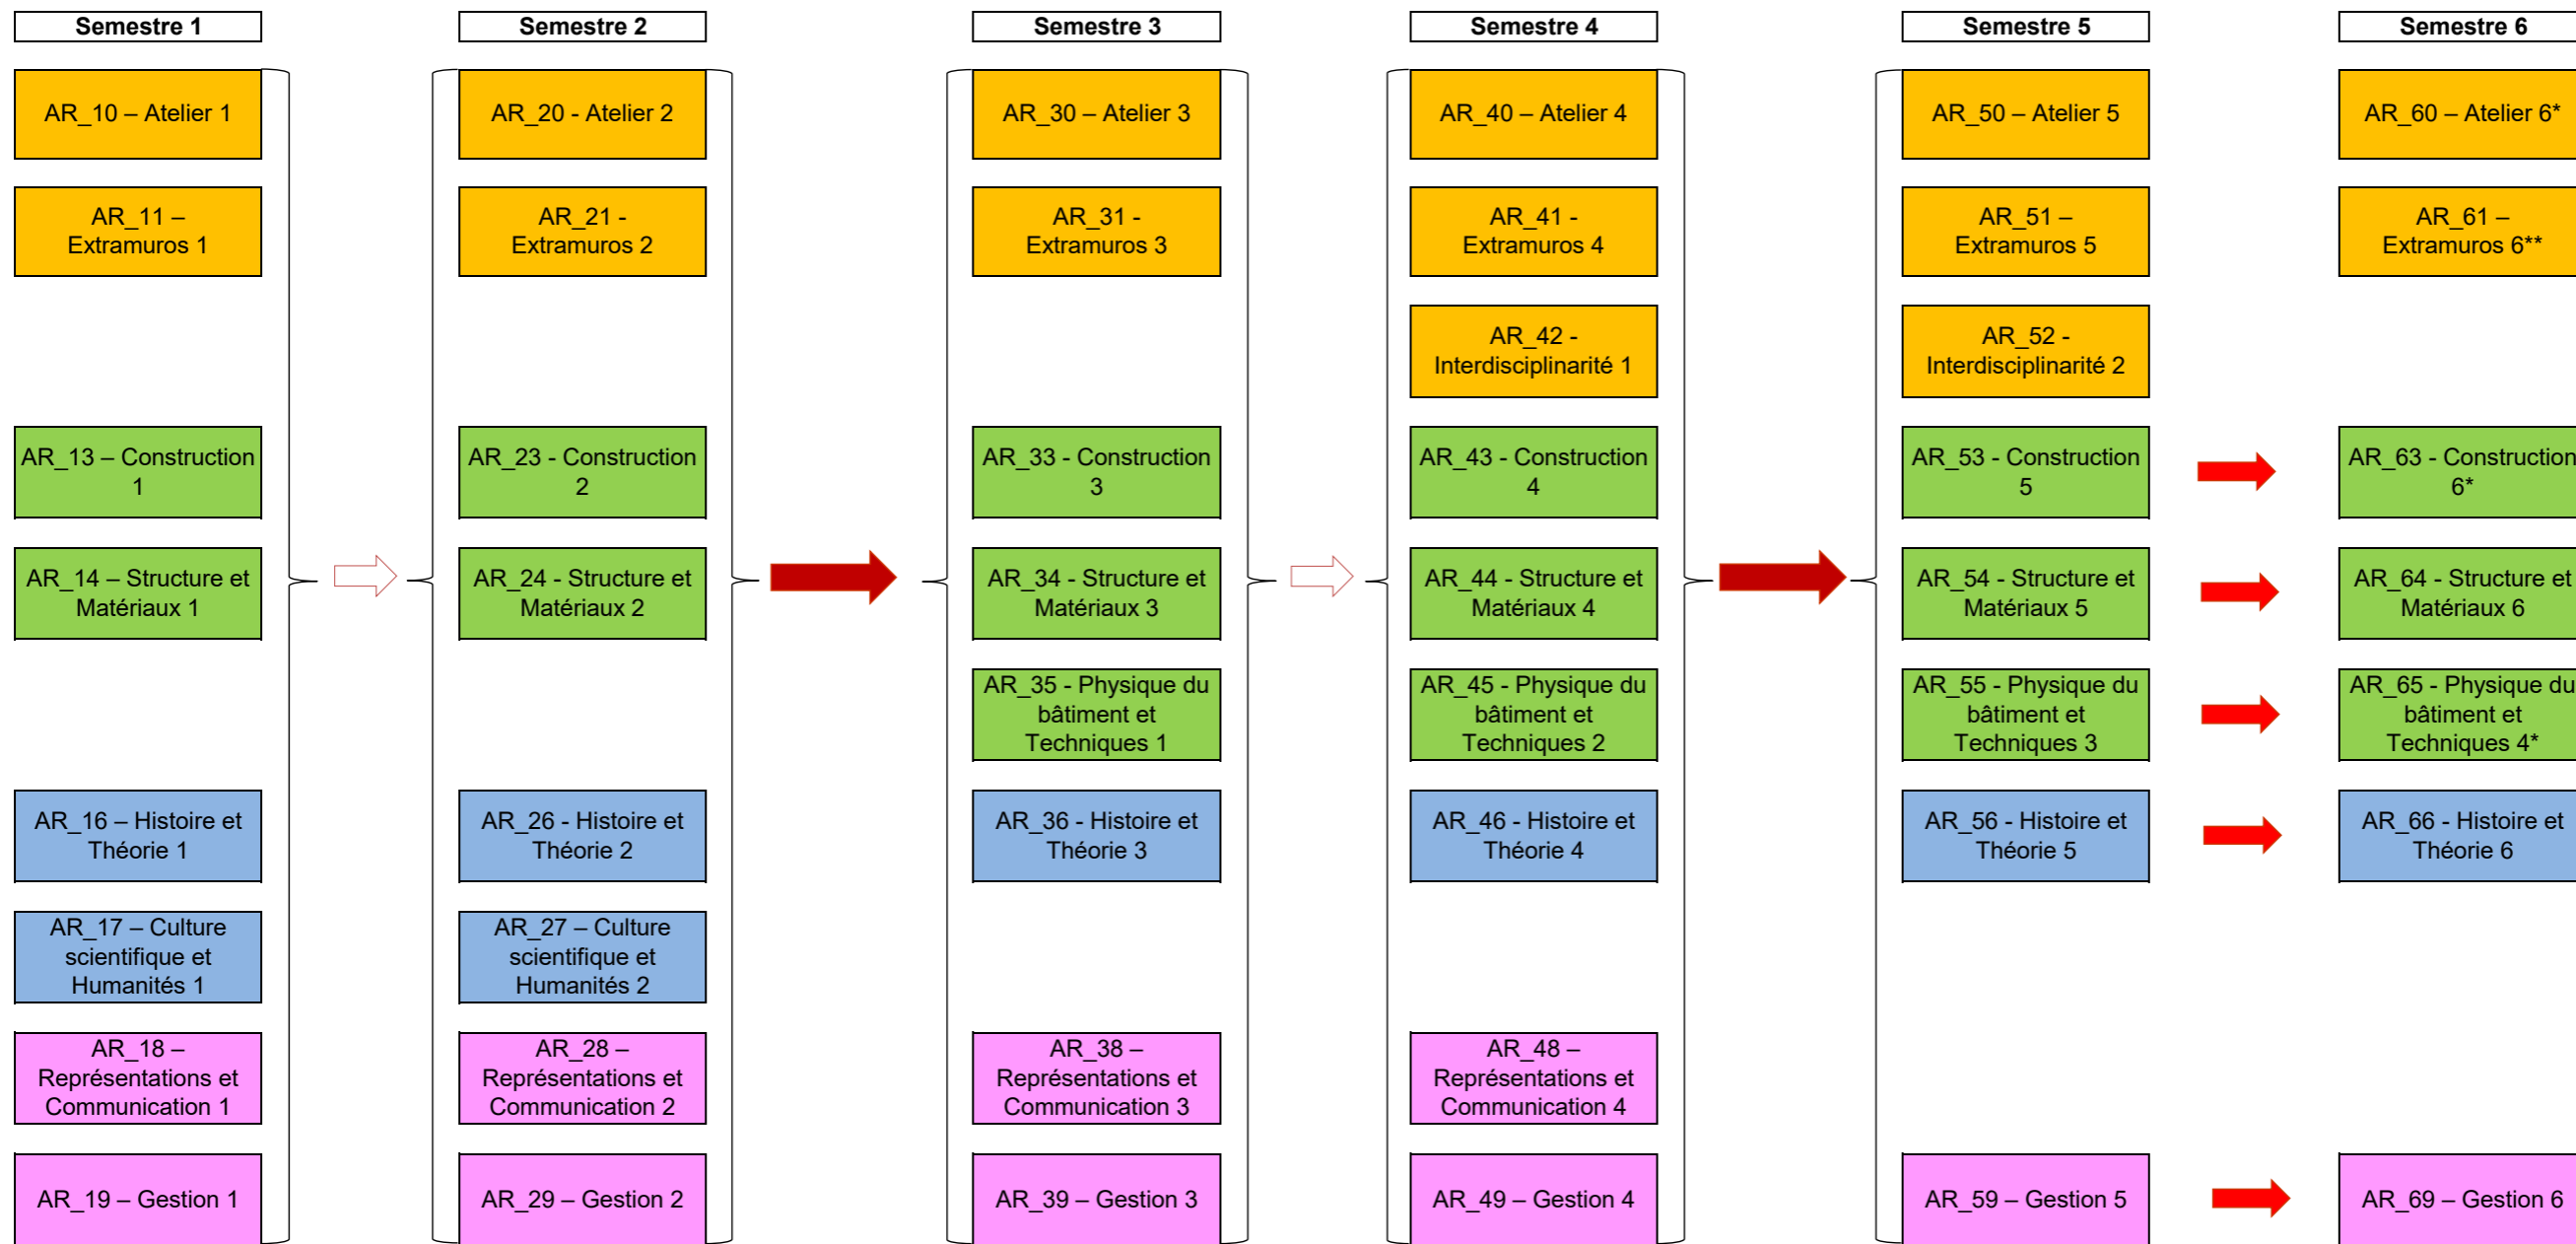 Semestre 1
Semestre 2
Semestre 3
Semestre 4
Semestre 5
Semestre 6
AR_10 – Atelier 1
AR_20 - Atelier 2
AR_30 – Atelier 3
AR_40 – Atelier 4
AR_50 – Atelier 5
AR_60 – Atelier 6*
AR_11 –
Extramuros 1
AR_21 -
Extramuros 2
AR_31 -
Extramuros 3
AR_41 -
Extramuros 4
AR_51 –
Extramuros 5
AR_61 –
Extramuros 6**
AR_42 -
Interdisciplinarité 1
AR_52 -
Interdisciplinarité 2
AR_13 – Construction
1
AR_23 - Construction
2
AR_33 - Construction
3
AR_43 - Construction
4
AR_53 - Construction
5
AR_63 - Construction
6*
AR_14 – Structure et
Matériaux 1
AR_24 - Structure et
Matériaux 2
AR_34 - Structure et
Matériaux 3
AR_44 - Structure et
Matériaux 4
AR_54 - Structure et
Matériaux 5
AR_64 - Structure et
Matériaux 6
AR_35 - Physique du
bâtiment et
Techniques 1
AR_45 - Physique du
bâtiment et
Techniques 2
AR_55 - Physique du
bâtiment et
Techniques 3
AR_65 - Physique du
bâtiment et
Techniques 4*
AR_16 – Histoire et
Théorie 1
AR_26 - Histoire et
Théorie 2
AR_36 - Histoire et
Théorie 3
AR_46 - Histoire et
Théorie 4
AR_56 - Histoire et
Théorie 5
AR_66 - Histoire et
Théorie 6
AR_17 – Culture
scientifique et
Humanités 1
AR_27 – Culture
scientifique et
Humanités 2
AR_18 –
Représentations et
Communication 1
AR_28 –
Représentations et
Communication 2
AR_38 –
Représentations et
Communication 3
AR_48 –
Représentations et
Communication 4
AR_19 – Gestion 1
AR_29 – Gestion 2
AR_39 – Gestion 3
AR_49 – Gestion 4
AR_59 – Gestion 5
AR_69 – Gestion 6